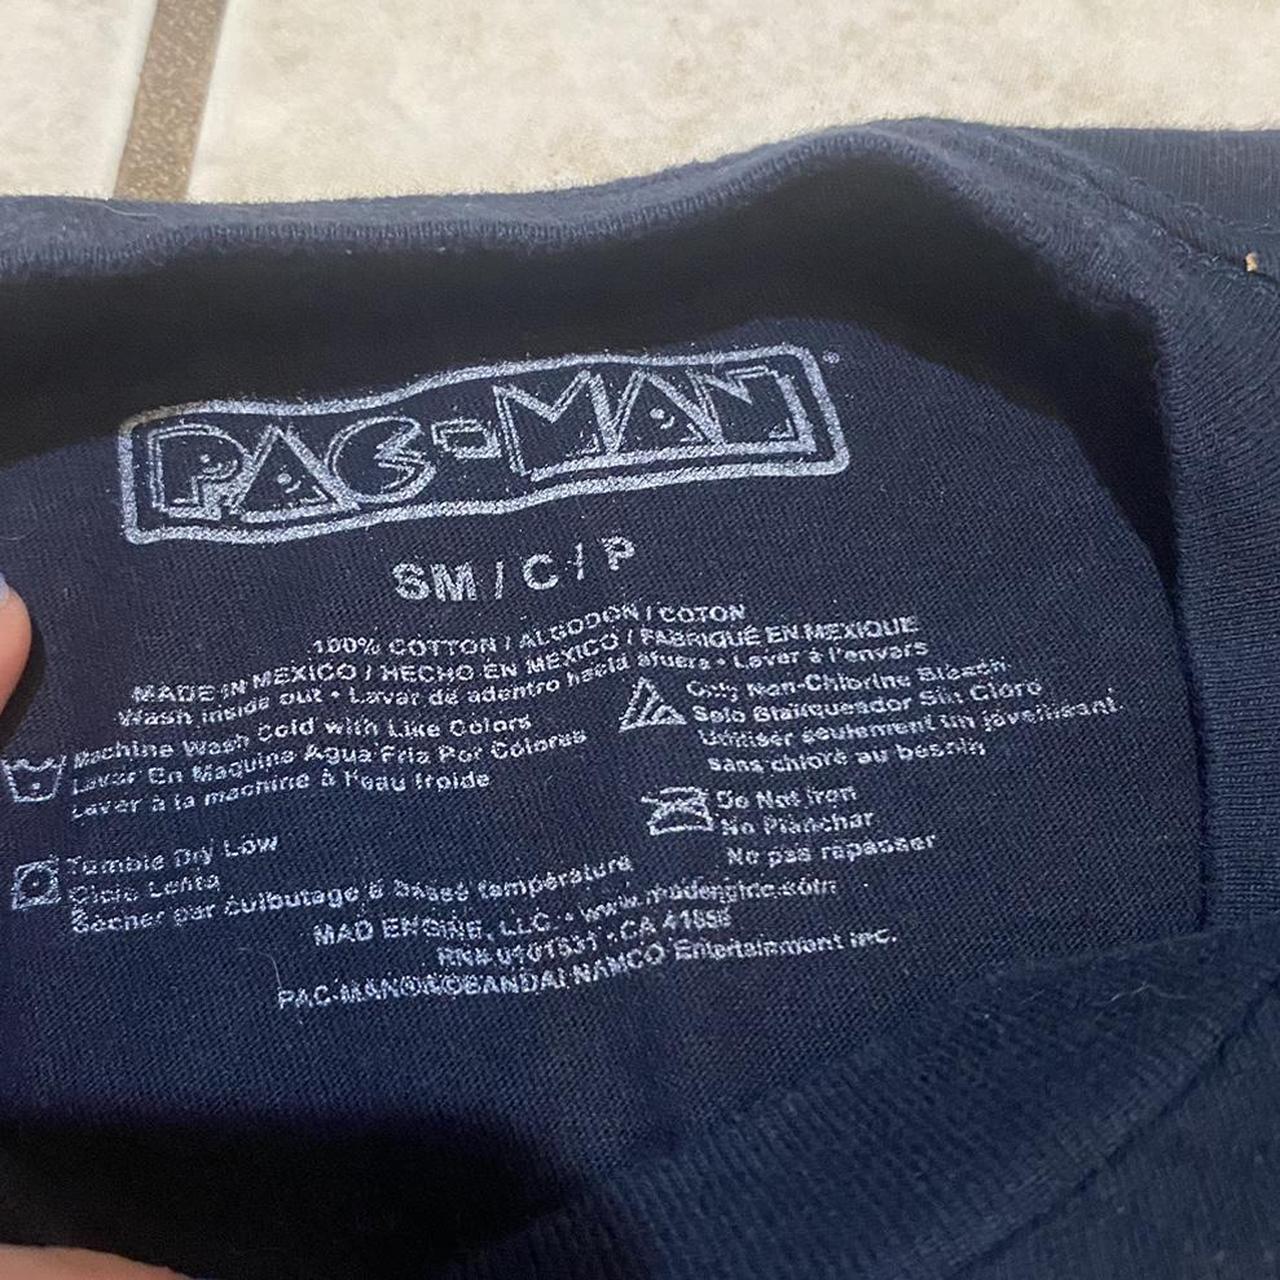 PAC-MAN
SM / C / P
100% COTTON / ALGODON / COTON
MADE IN MEXICO / HECHO EN MEXICO / FABRIQUÉ EN MEXIQUE
Wash inside out • Lavar de adentro hacia afuera • Laver à l'envers
Machine Wash Cold with Like Colors
Lavar En Maquina Agua Fria Por Colores
Laver à la machine à l'eau froide
Only Non-Chlorine Bleach
Solo Blanqueador Sin Cloro
Utiliser seulement un javellisant
sans chlore au besoin
Tumble Dry Low
Ciclo Lento
Sécher par culbutage à basse température
Do Not Iron
No Planchar
No pas repasser
MAD ENGINE, LLC. • www.madengine.com
RN# 0101531 • CA 41898
PAC-MAN®&©BANDAI NAMCO Entertainment Inc.